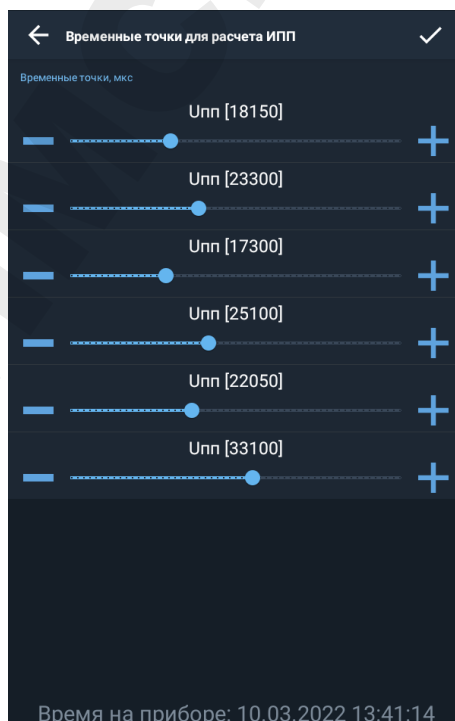 Временные точки для расчета ИПП
Временные точки, мкс
Uпп [18150]
Uпп [23300]
Uпп [17300]
Uпп [25100]
Uпп [22050]
Uпп [33100]
Время на приборе: 10.03.2022 13:41:14